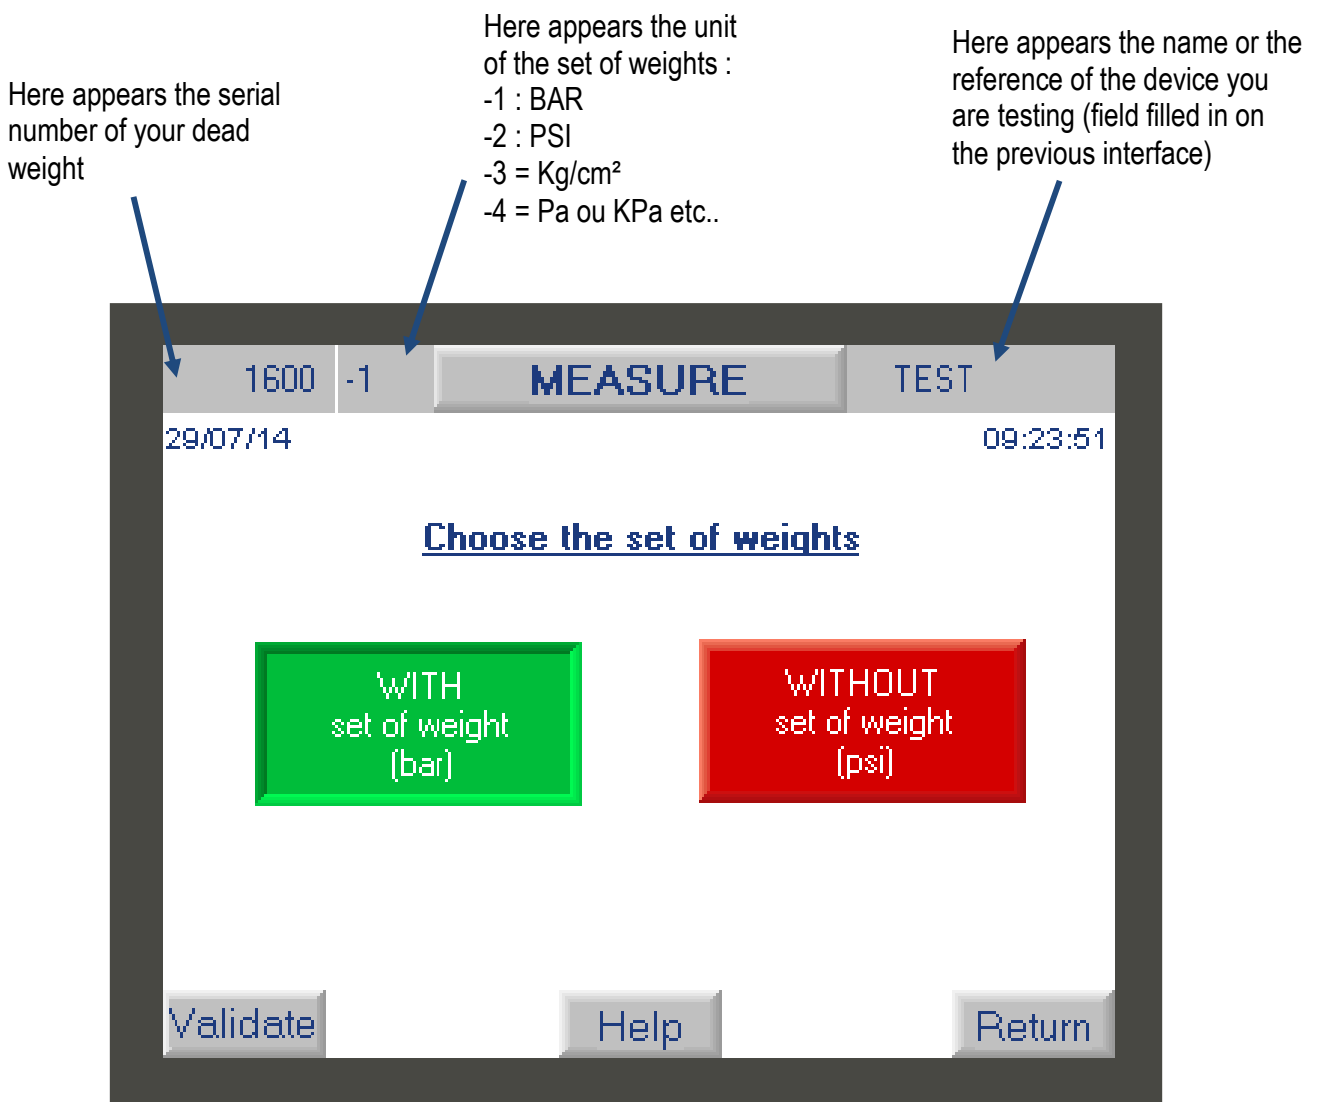 Here appears the serial
number of your dead
weight
Here appears the unit
of the set of weights :
-1 : BAR
-2 : PSI
-3 = Kg/cm²
-4 = Pa ou KPa etc..
Here appears the name or the
reference of the device you
are testing (field filled in on
the previous interface)
1600 -1 MEASURE TEST
29/07/14 09:23:51
Choose the set of weights
WITH
set of weight
(bar)
WITHOUT
set of weight
(psi)
Validate Help Return